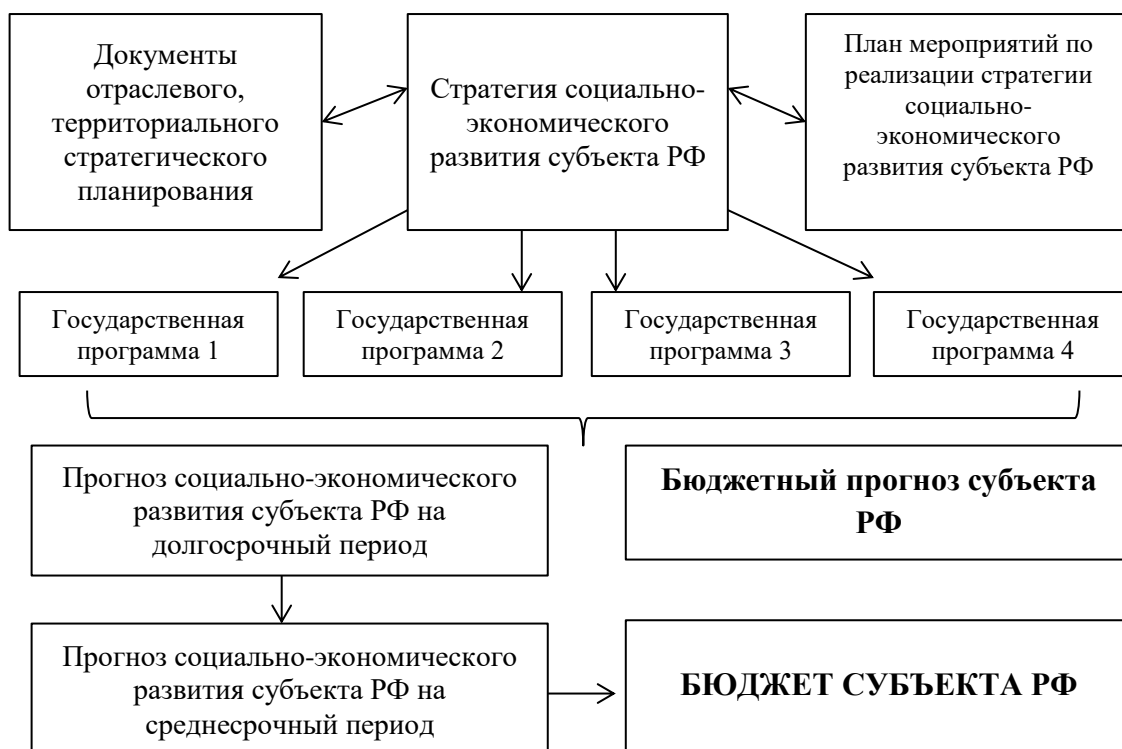 Документы
отраслевого,
территориального
стратегического
планирования
Стратегия социально-
экономического
развития субъекта РФ
План мероприятий по
реализации стратегии
социально-
экономического
развития субъекта РФ
Государственная
программа 1
Государственная
программа 2
Государственная
программа 3
Государственная
программа 4
Прогноз социально-экономического
развития субъекта РФ на
долгосрочный период
Бюджетный прогноз субъекта
РФ
Прогноз социально-экономического
развития субъекта РФ на
среднесрочный период
БЮДЖЕТ СУБЪЕКТА РФ